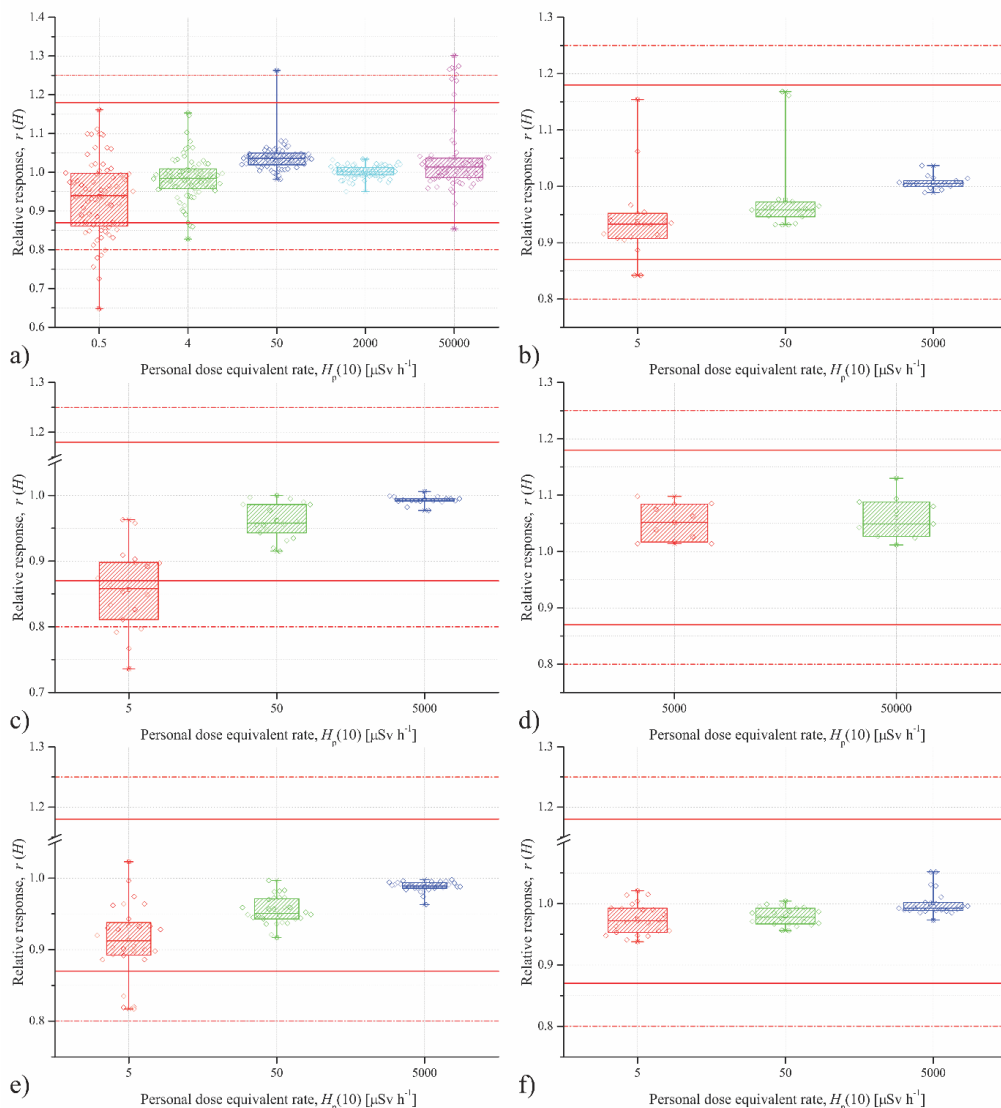 1.4
1.3
1.2
1.1
1.0
0.9
0.8
0.7
0.6
Relative response, r (H)
0.5 4 50 2000 50000
Personal dose equivalent rate, Hp(10) [μSv h⁻¹]
a)
1.3
1.2
1.1
1.0
0.9
0.8
Relative response, r (H)
5 50 5000
Personal dose equivalent rate, Hp(10) [μSv h⁻¹]
b)
1.3
1.2
1.0
0.9
0.8
0.7
Relative response, r (H)
5 50 5000
Personal dose equivalent rate, Hp(10) [μSv h⁻¹]
c)
1.3
1.2
1.1
1.0
0.9
0.8
Relative response, r (H)
5000 50000
Personal dose equivalent rate, Hp(10) [μSv h⁻¹]
d)
1.3
1.2
1.0
0.9
0.8
Relative response, r (H)
5 50 5000
Personal dose equivalent rate, Hp(10) [μSv h⁻¹]
e)
1.3
1.2
1.0
0.9
0.8
Relative response, r (H)
5 50 5000
Personal dose equivalent rate, Hp(10) [μSv h⁻¹]
f)